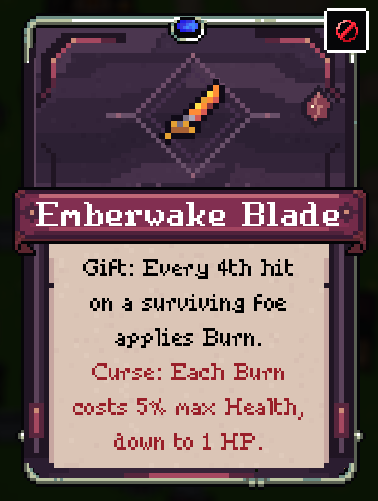 Emberwake Blade
Gift: Every 4th hit
on a surviving foe
applies Burn.
Curse: Each Burn
costs 5% max Health,
down to 1 HP.